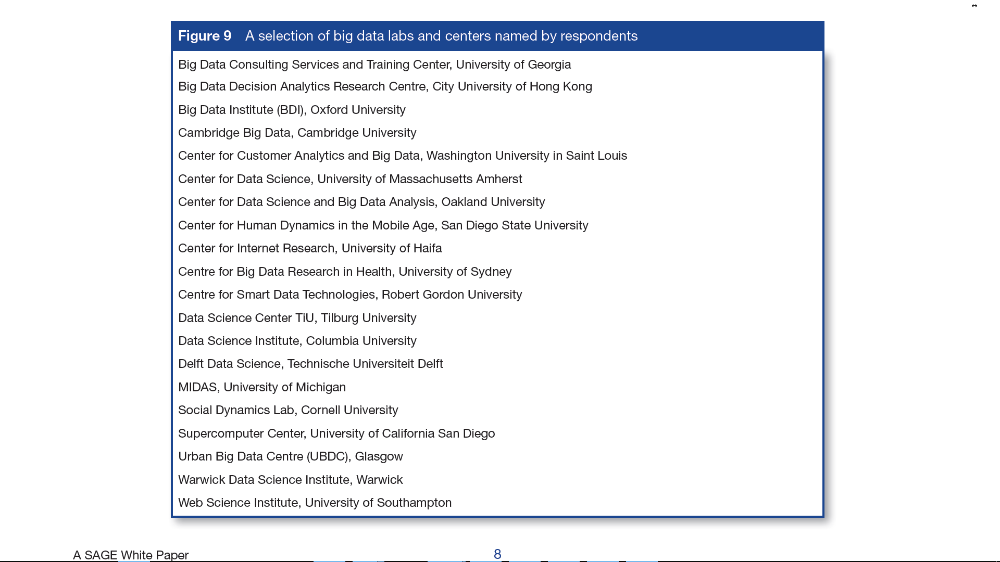 Figure 9 A selection of big data labs and centers named by respondents
Big Data Consulting Services and Training Center, University of Georgia
Big Data Decision Analytics Research Centre, City University of Hong Kong
Big Data Institute (BDI), Oxford University
Cambridge Big Data, Cambridge University
Center for Customer Analytics and Big Data, Washington University in Saint Louis
Center for Data Science, University of Massachusetts Amherst
Center for Data Science and Big Data Analysis, Oakland University
Center for Human Dynamics in the Mobile Age, San Diego State University
Center for Internet Research, University of Haifa
Centre for Big Data Research in Health, University of Sydney
Centre for Smart Data Technologies, Robert Gordon University
Data Science Center TiU, Tilburg University
Data Science Institute, Columbia University
Delft Data Science, Technische Universiteit Delft
MIDAS, University of Michigan
Social Dynamics Lab, Cornell University
Supercomputer Center, University of California San Diego
Urban Big Data Centre (UBDC), Glasgow
Warwick Data Science Institute, Warwick
Web Science Institute, University of Southampton
A SAGE White Paper 8